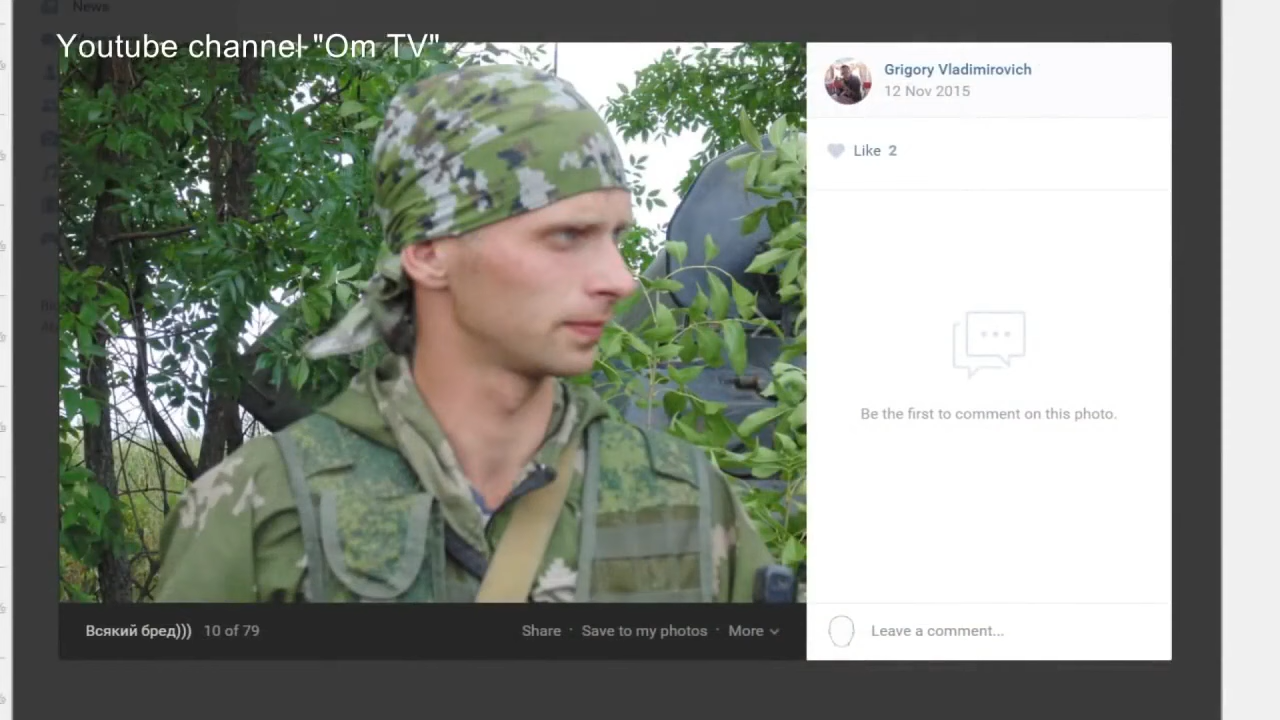 News
Youtube channel "Om TV"
Grigory Vladimirovich
12 Nov 2015
Like 2
Be the first to comment on this photo.
Всякий бред))) 10 of 79
Share · Save to my photos · More
Leave a comment...